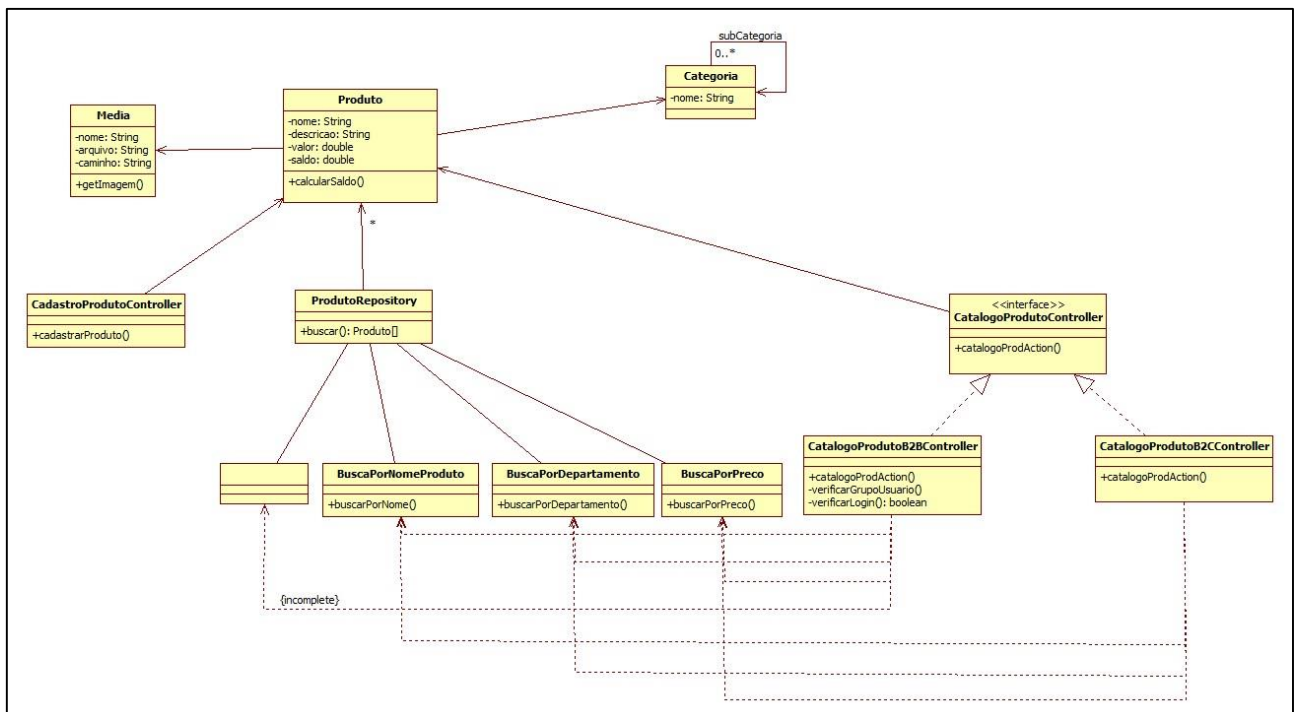 subCategoria
0..*
Categoria
-nome: String
Produto
-nome: String
-descricao: String
-valor: double
-saldo: double
+calcularSaldo()
Media
-nome: String
-arquivo: String
-caminho: String
+getImagem()
*
CadastroProdutoController
+cadastrarProduto()
ProdutoRepository
+buscar(): Produto[]
<<interface>>
CatalogoProdutoController
+catalogoProdAction()
BuscaPorNomeProduto
+buscarPorNome()
BuscaPorDepartamento
+buscarPorDepartamento()
BuscaPorPreco
+buscarPorPreco()
CatalogoProdutoB2BController
+catalogoProdAction()
-verificarGrupoUsuario()
-verificarLogin(): boolean
CatalogoProdutoB2CController
+catalogoProdAction()
{incomplete}